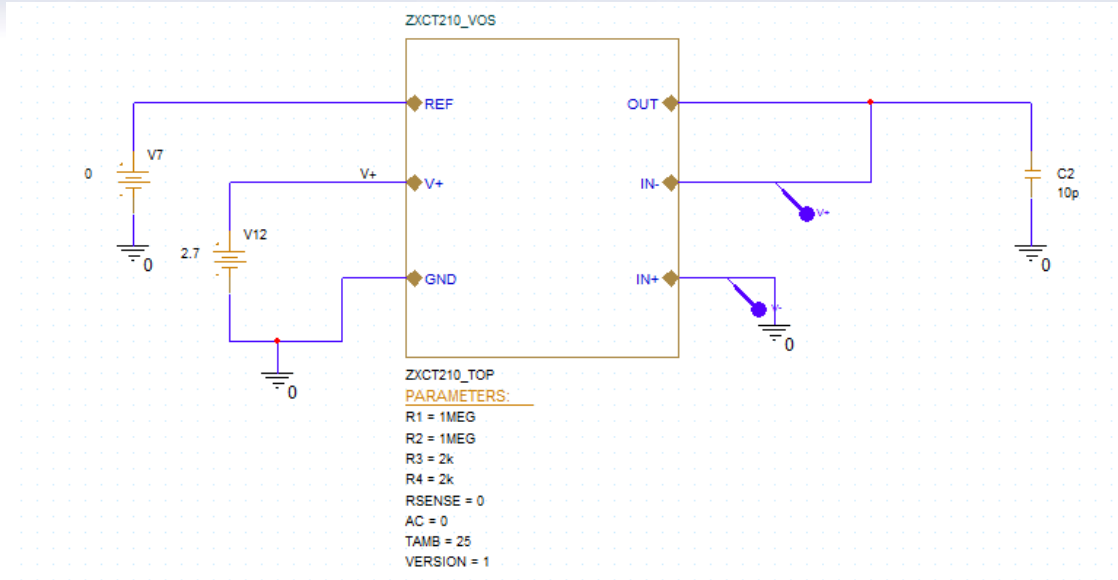 ZXCT210_VOS
REF
OUT
V7
0
V+
V+
IN-
C2
10p
V+
0
V12
2.7
GND
IN+
V-
0
0
0
0
ZXCT210_TOP
PARAMETERS:
R1 = 1MEG
R2 = 1MEG
R3 = 2k
R4 = 2k
RSENSE = 0
AC = 0
TAMB = 25
VERSION = 1